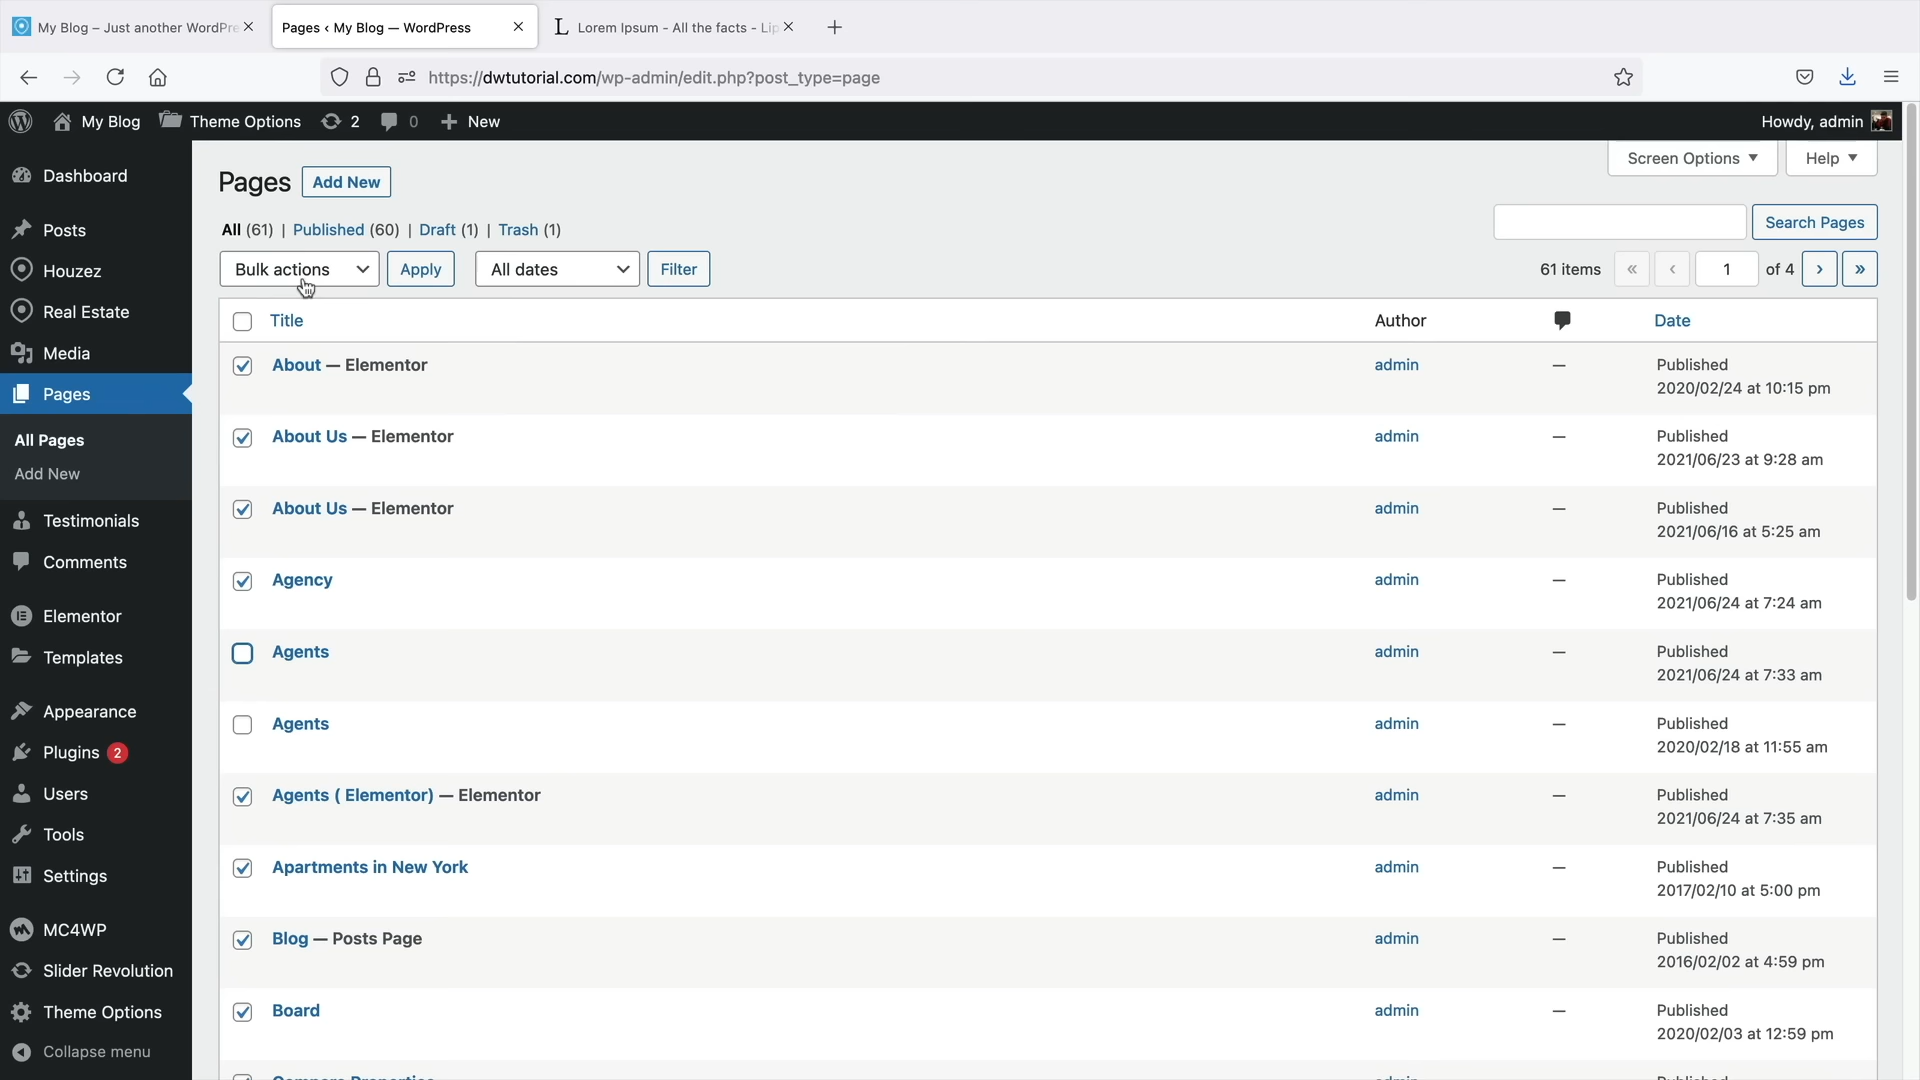 My Blog – Just another WordPre
Pages ‹ My Blog — WordPress
Lorem Ipsum - All the facts - Lip
https://dwtutorial.com/wp-admin/edit.php?post_type=page
My Blog
Theme Options
2
0
New
Howdy, admin
Dashboard
Posts
Houzez
Real Estate
Media
Pages
All Pages
Add New
Testimonials
Comments
Elementor
Templates
Appearance
Plugins 2
Users
Tools
Settings
MC4WP
Slider Revolution
Theme Options
Collapse menu
Screen Options
Help
Pages
Add New
All (61) | Published (60) | Draft (1) | Trash (1)
Search Pages
Bulk actions
Apply
All dates
Filter
61 items « ‹ 1 of 4 › »
Title Author Date
About — Elementor admin — Published
2020/02/24 at 10:15 pm
About Us — Elementor admin — Published
2021/06/23 at 9:28 am
About Us — Elementor admin — Published
2021/06/16 at 5:25 am
Agency admin — Published
2021/06/24 at 7:24 am
Agents admin — Published
2021/06/24 at 7:33 am
Agents admin — Published
2020/02/18 at 11:55 am
Agents ( Elementor) — Elementor admin — Published
2021/06/24 at 7:35 am
Apartments in New York admin — Published
2017/02/10 at 5:00 pm
Blog — Posts Page admin — Published
2016/02/02 at 4:59 pm
Board admin — Published
2020/02/03 at 12:59 pm